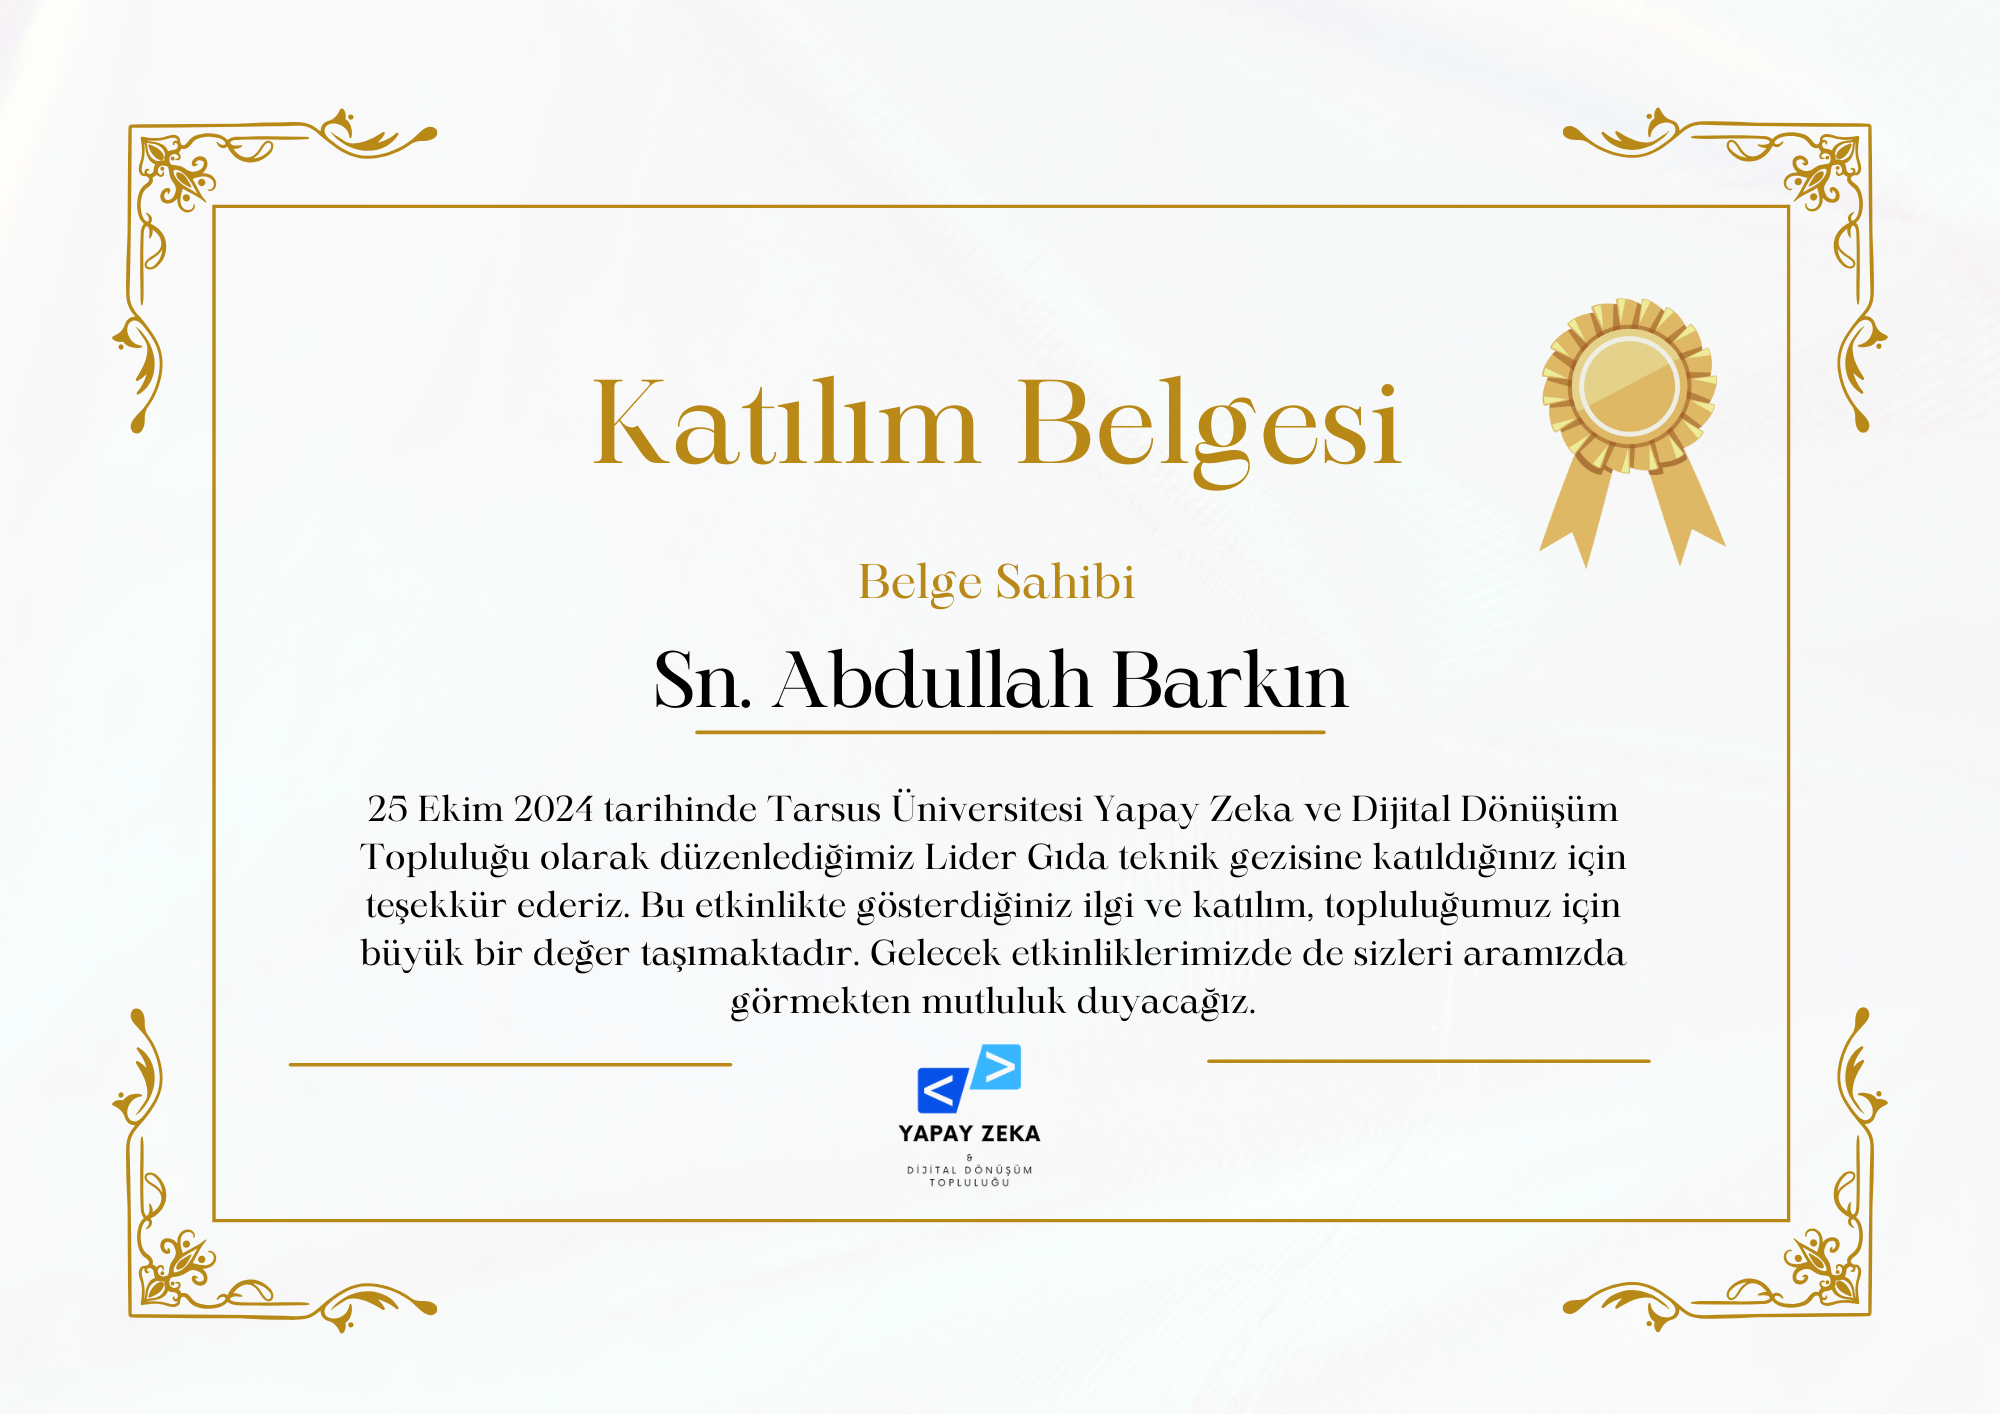 Katılım Belgesi
Belge Sahibi
Sn. Abdullah Barkın
25 Ekim 2024 tarihinde Tarsus Üniversitesi Yapay Zeka ve Dijital Dönüşüm
Topluluğu olarak düzenlediğimiz Lider Gıda teknik gezisine katıldığınız için
teşekkür ederiz. Bu etkinlikte gösterdiğiniz ilgi ve katılım, topluluğumuz için
büyük bir değer taşımaktadır. Gelecek etkinliklerimizde de sizleri aramızda
görmekten mutluluk duyacağız.
< >
YAPAY ZEKA
&
DİJİTAL DÖNÜŞÜM
TOPLULUĞU